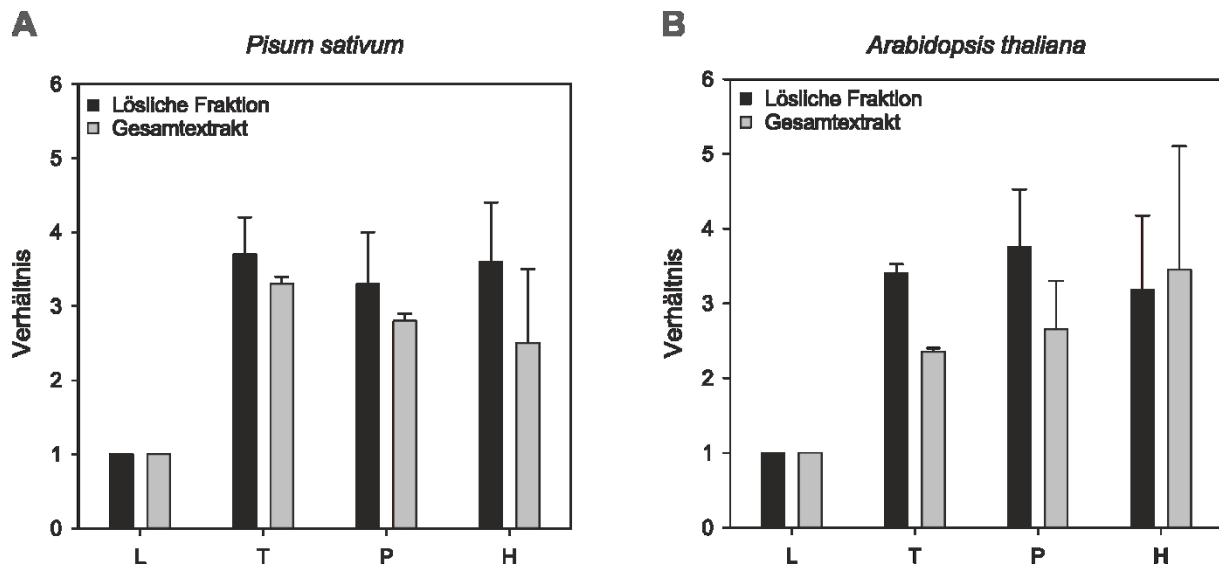 A
Pisum sativum
6
5
4
3
2
1
0
Verhältnis
Lösliche Fraktion
Gesamtextrakt
L T P H
B
Arabidopsis thaliana
6
5
4
3
2
1
0
Verhältnis
Lösliche Fraktion
Gesamtextrakt
L T P H